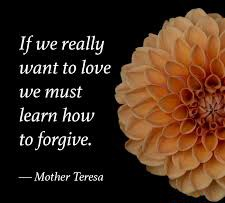 If we really
want to love
we must
learn how
to forgive.
— Mother Teresa